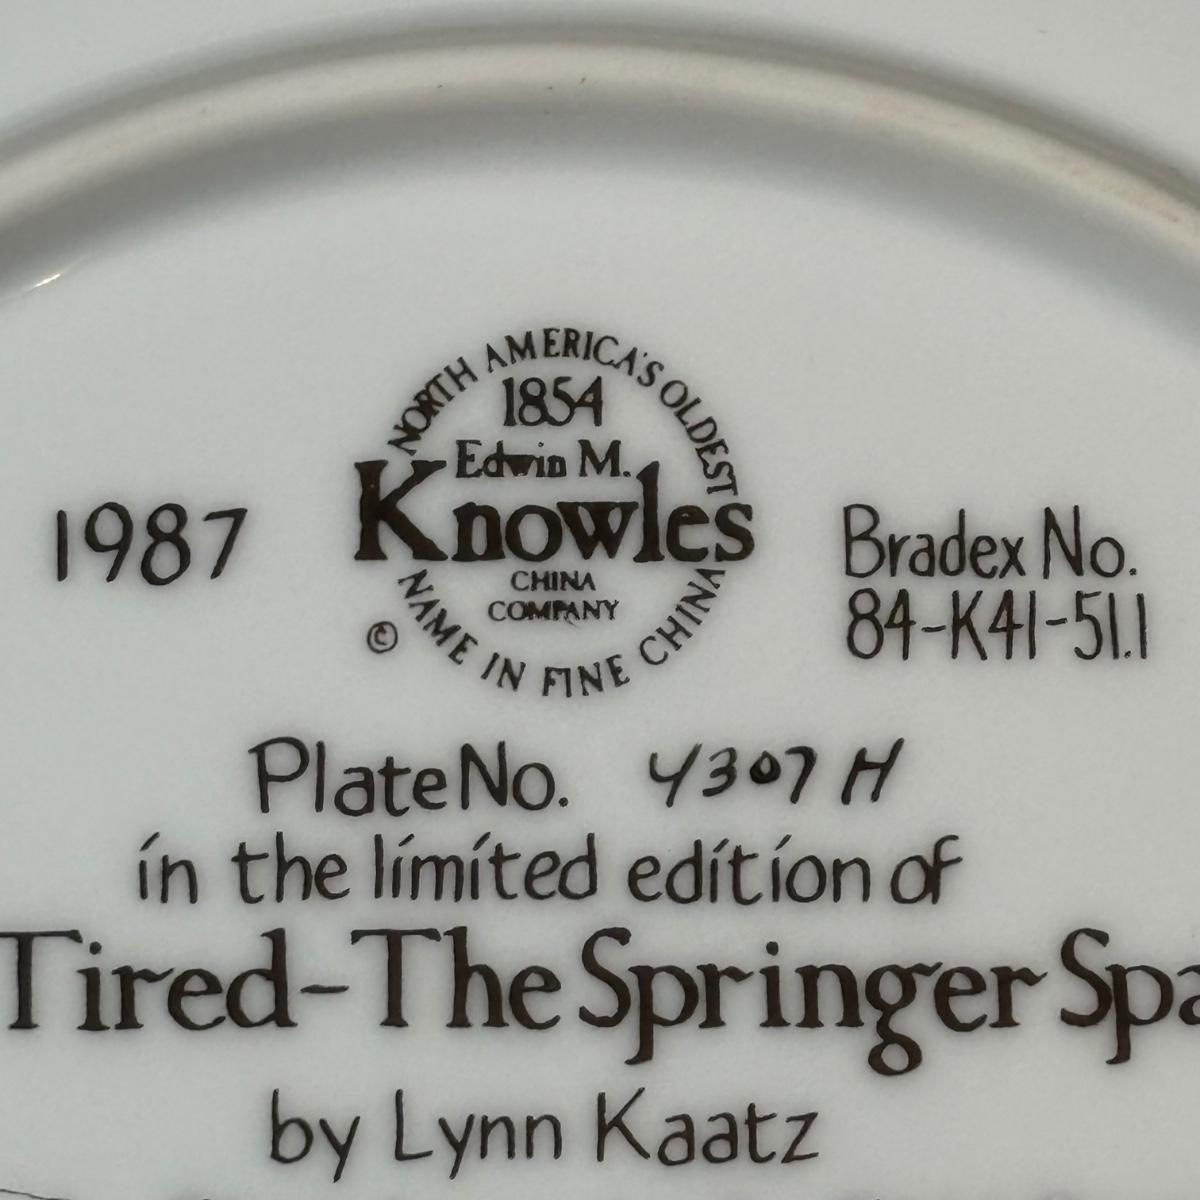 NORTH AMERICA'S OLDEST
1854
Edwin M.
Knowles
CHINA
COMPANY
NAME IN FINE CHINA
©
1987
Bradex No.
84-K41-51.1
Plate No. 4307 H
in the limited edition of
Tired-The Springer Spa
by Lynn Kaatz